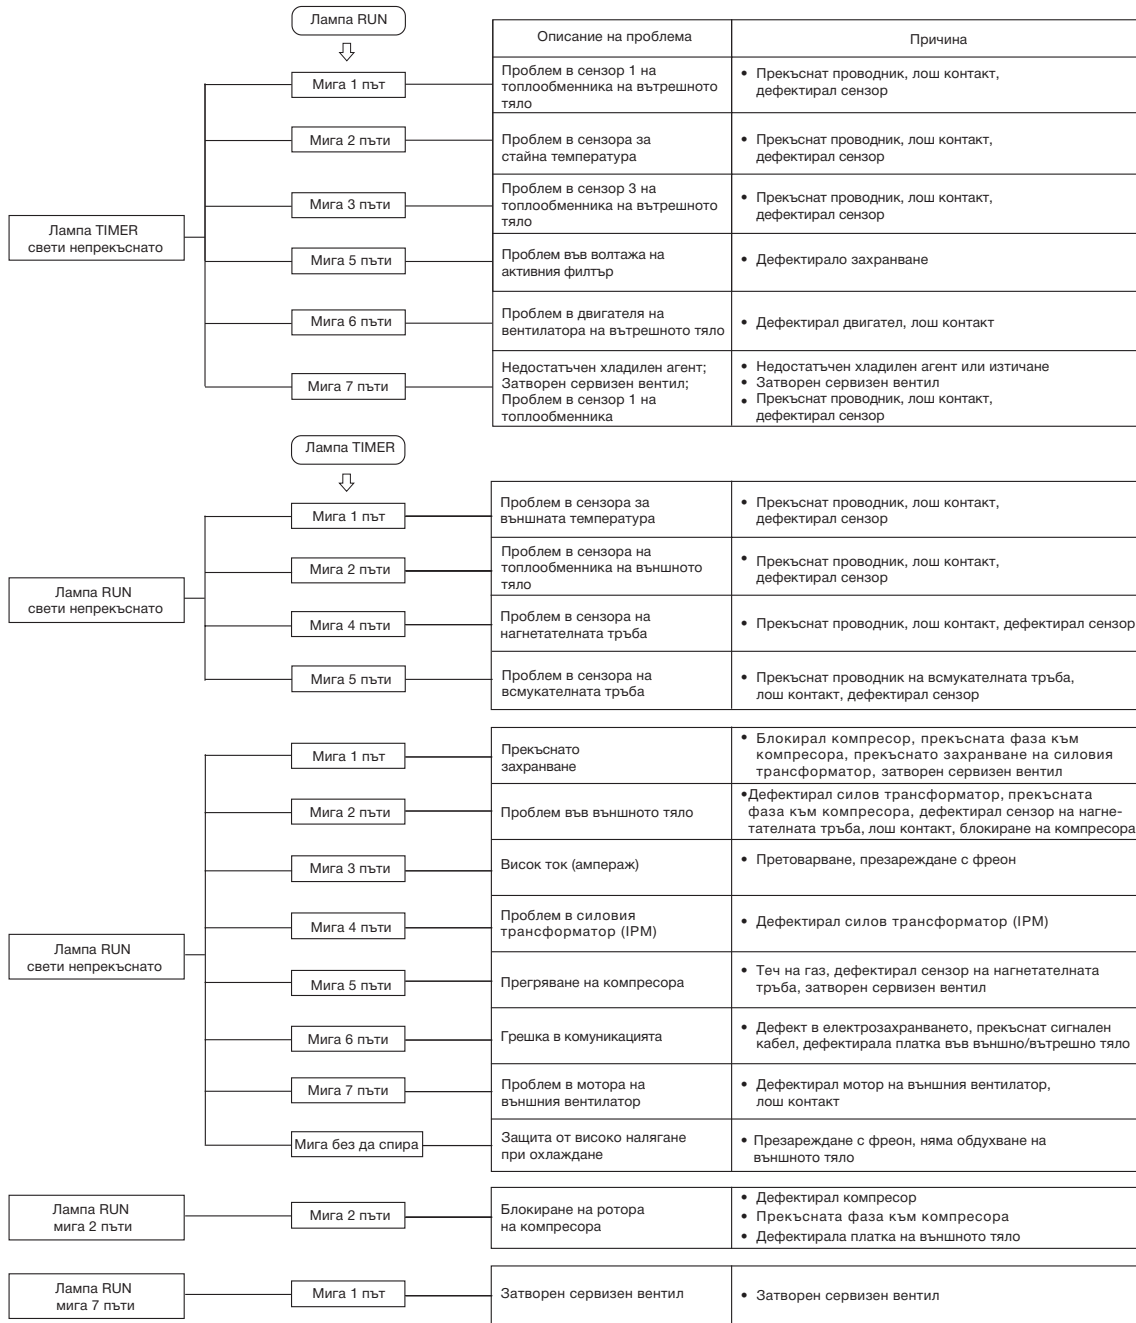 Лампа RUN
Описание на проблема
Причина
Мига 1 път
Проблем в сензор 1 на
топлообменника на вътрешното
тяло
• Прекъснат проводник, лош контакт,
дефектирал сензор
Мига 2 пъти
Проблем в сензора за
стайна температура
• Прекъснат проводник, лош контакт,
дефектирал сензор
Мига 3 пъти
Проблем в сензор 3 на
топлообменника на вътрешното
тяло
• Прекъснат проводник, лош контакт,
дефектирал сензор
Лампа TIMER
свети непрекъснато
Мига 5 пъти
Проблем във волтажа на
активния филтър
• Дефектирало захранване
Мига 6 пъти
Проблем в двигателя на
вентилатора на вътрешното тяло
• Дефектирал двигател, лош контакт
Мига 7 пъти
Недостатъчен хладилен агент;
Затворен сервизен вентил;
Проблем в сензор 1 на
топлообменника
• Недостатъчен хладилен агент или изтичане
• Затворен сервизен вентил
• Прекъснат проводник, лош контакт,
дефектирал сензор
Лампа TIMER
Мига 1 път
Проблем в сензора за
външната температура
• Прекъснат проводник, лош контакт,
дефектирал сензор
Мига 2 пъти
Проблем в сензора на
топлообменника на външното
тяло
• Прекъснат проводник, лош контакт,
дефектирал сензор
Лампа RUN
свети непрекъснато
Мига 4 пъти
Проблем в сензора на
нагнетателната тръба
• Прекъснат проводник, лош контакт, дефектирал сензор
Мига 5 пъти
Проблем в сензора на
всмукателната тръба
• Прекъснат проводник на всмукателната тръба,
лош контакт, дефектирал сензор
Мига 1 път
Прекъснато
захранване
• Блокирал компресор, прекъсната фаза към
компресора, прекъснато захранване на силовия
трансформатор, затворен сервизен вентил
Мига 2 пъти
Проблем във външното тяло
•Дефектирал силов трансформатор, прекъсната
фаза към компресора, дефектирал сензор на нагне-
тателната тръба, лош контакт, блокиране на компресора
Мига 3 пъти
Висок ток (ампераж)
• Претоварване, презареждане с фреон
Мига 4 пъти
Проблем в силовия
трансформатор (IPM)
• Дефектирал силов трансформатор (IPM)
Лампа RUN
свети непрекъснато
Мига 5 пъти
Прегряване на компресора
• Теч на газ, дефектирал сензор на нагнетателната
тръба, затворен сервизен вентил
Мига 6 пъти
Грешка в комуникацията
• Дефект в електрозахранването, прекъснат сигнален
кабел, дефектирала платка във външно/вътрешно тяло
Мига 7 пъти
Проблем в мотора на
външния вентилатор
• Дефектирал мотор на външния вентилатор,
лош контакт
Мига без да спира
Защита от високо налягане
при охлаждане
• Презареждане с фреон, няма обдухване на
външното тяло
Лампа RUN
мига 2 пъти
Мига 2 пъти
Блокиране на ротора
на компресора
• Дефектирал компресор
• Прекъсната фаза към компресора
• Дефектирала платка на външното тяло
Лампа RUN
мига 7 пъти
Мига 1 път
Затворен сервизен вентил
• Затворен сервизен вентил